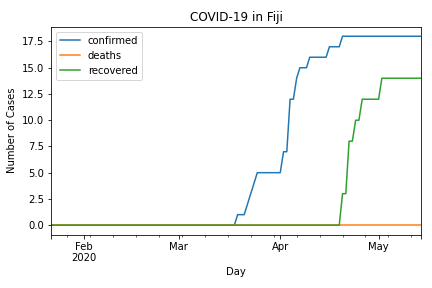 COVID-19 in Fiji
confirmed
deaths
recovered
17.5
15.0
12.5
10.0
7.5
5.0
2.5
0.0
Number of Cases
Feb
2020
Mar
Apr
May
Day